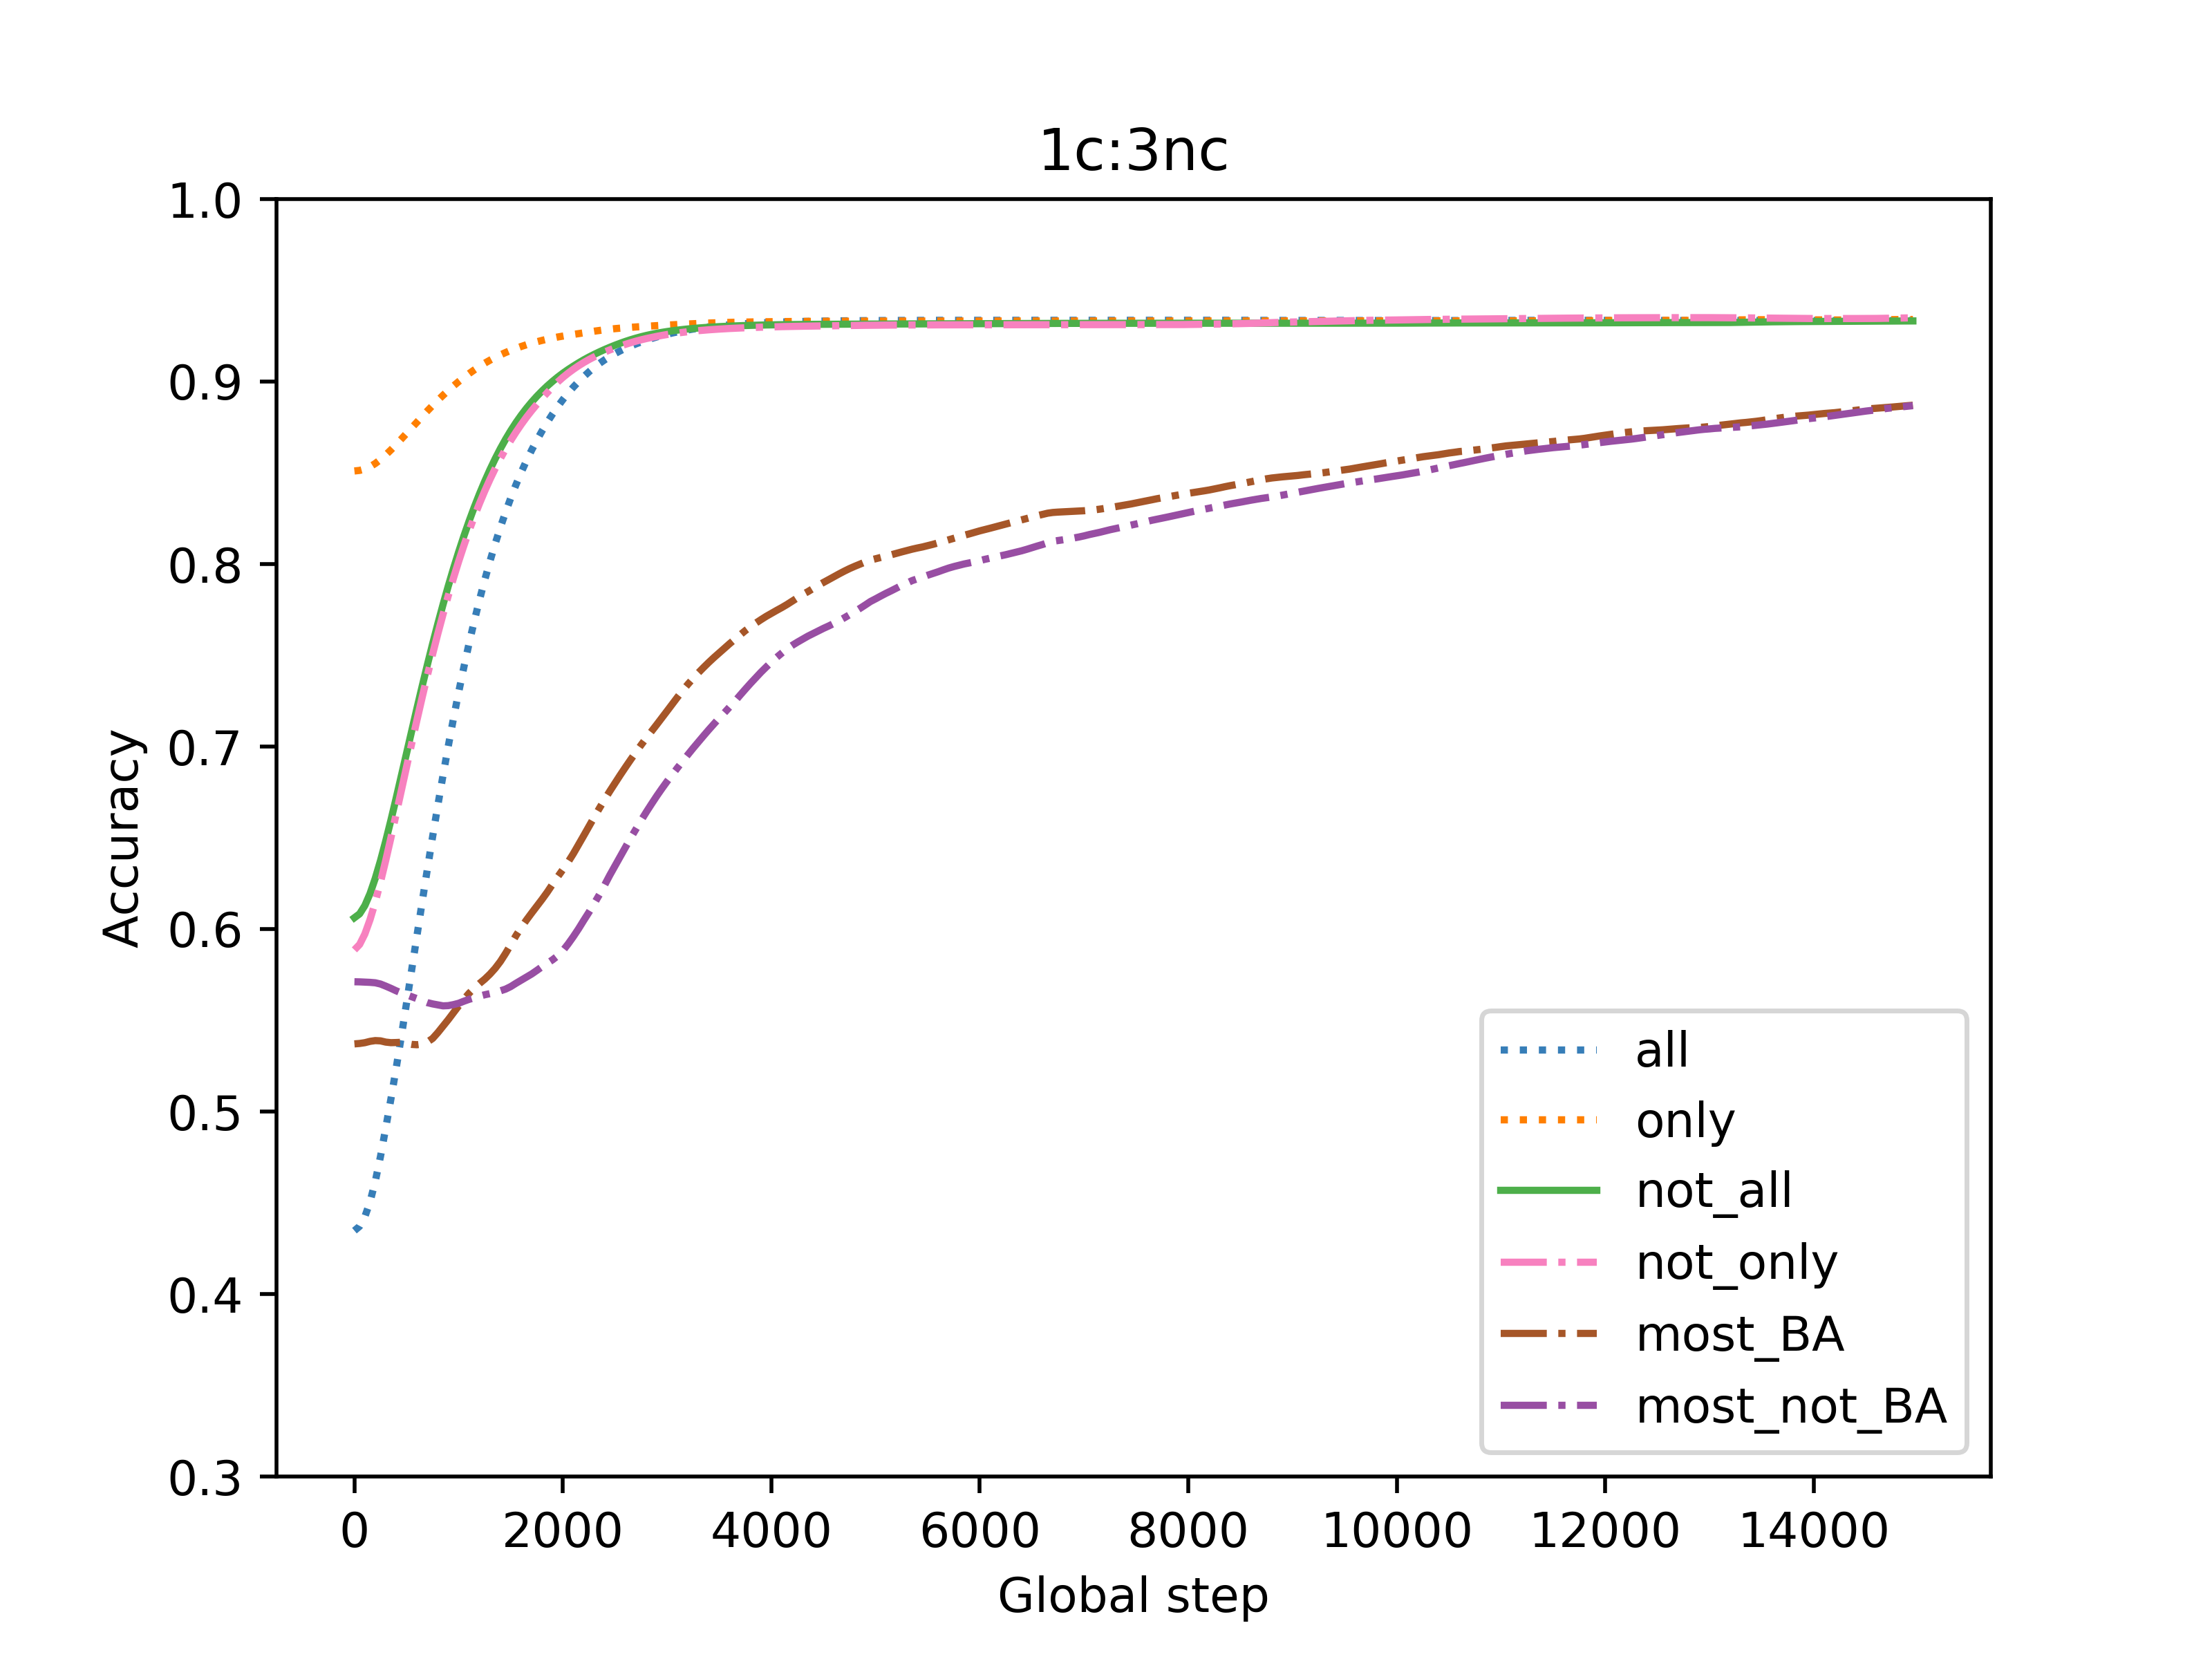 1c:3nc
1.0
0.9
0.8
0.7
0.6
0.5
0.4
0.3
Accuracy
0 2000 4000 6000 8000 10000 12000 14000
Global step
all
only
not_all
not_only
most_BA
most_not_BA